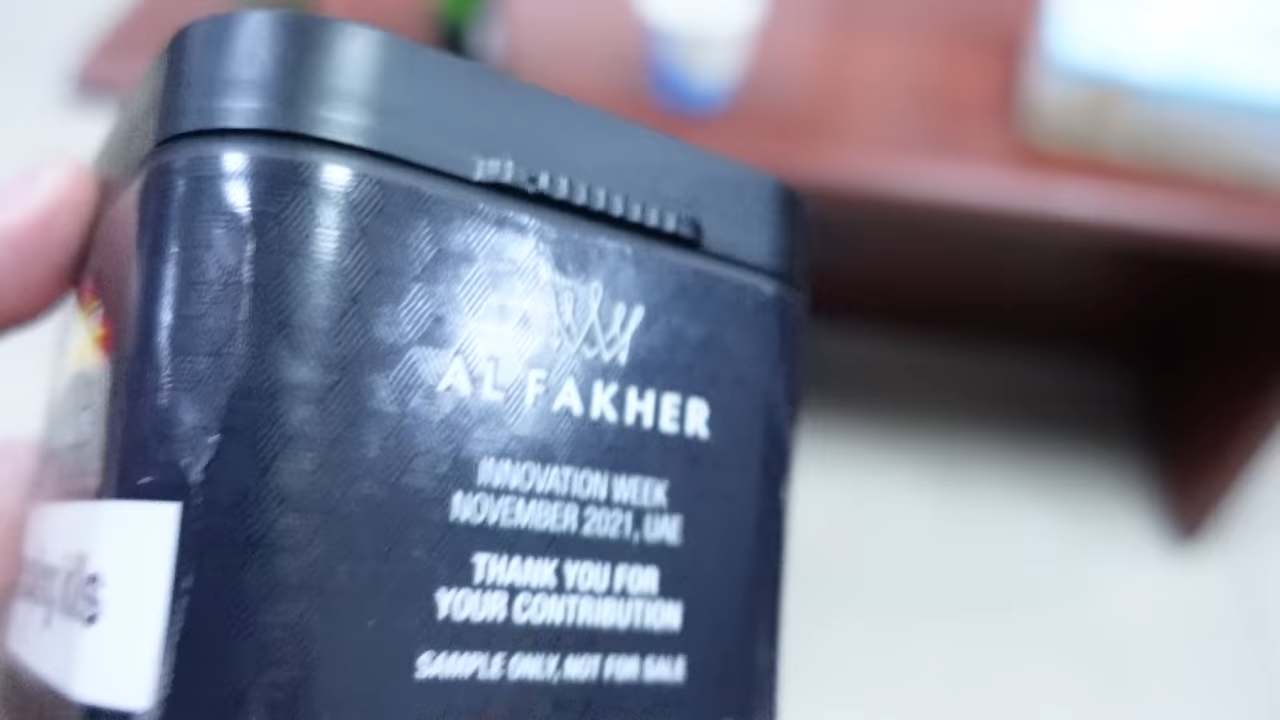 AL FAKHER
INNOVATION WEEK
NOVEMBER 2021, UAE
THANK YOU FOR
YOUR CONTRIBUTION
SAMPLE ONLY, NOT FOR SALE